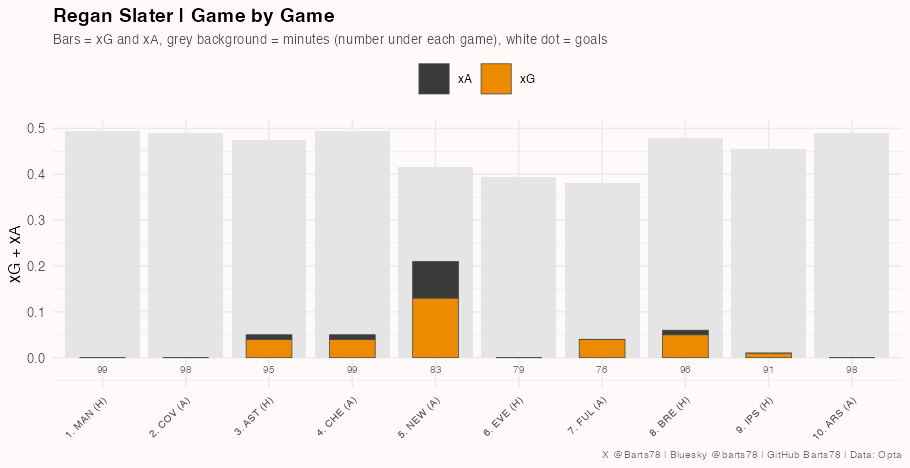 Regan Slater | Game by Game
Bars = xG and xA, grey background = minutes (number under each game), white dot = goals
xA xG
xG + xA
0.5
0.4
0.3
0.2
0.1
0.0
99 98 95 99 83 79 76 96 91 98
1. MAN (H) 2. COV (A) 3. AST (H) 4. CHE (A) 5. NEW (A) 6. EVE (H) 7. FUL (A) 8. BRE (H) 9. IPS (H) 10. ARS (A)
X @Barts78 | Bluesky @barts78 | GitHub Barts78 | Data: Opta